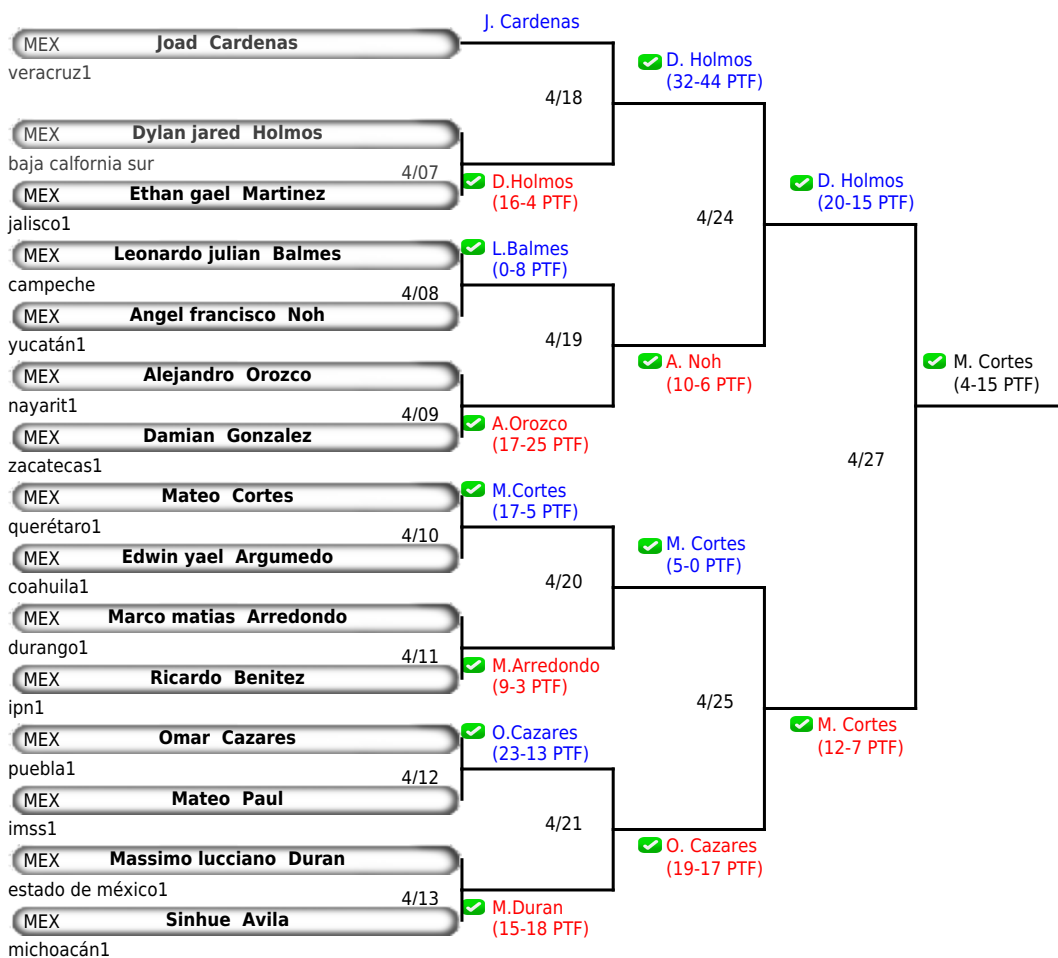 J. Cardenas
MEX Joad Cardenas
veracruz1
D. Holmos
(32-44 PTF)
4/18
MEX Dylan jared Holmos
baja calfornia sur
4/07
D.Holmos
(16-4 PTF)
MEX Ethan gael Martinez
jalisco1
D. Holmos
(20-15 PTF)
4/24
MEX Leonardo julian Balmes
campeche
L.Balmes
(0-8 PTF)
4/08
MEX Angel francisco Noh
yucatán1
4/19
A. Noh
(10-6 PTF)
M. Cortes
(4-15 PTF)
MEX Alejandro Orozco
nayarit1
4/09
A.Orozco
(17-25 PTF)
MEX Damian Gonzalez
zacatecas1
4/27
MEX Mateo Cortes
querétaro1
M.Cortes
(17-5 PTF)
4/10
MEX Edwin yael Argumedo
coahuila1
M. Cortes
(5-0 PTF)
4/20
MEX Marco matias Arredondo
durango1
4/11
M.Arredondo
(9-3 PTF)
MEX Ricardo Benitez
ipn1
4/25
M. Cortes
(12-7 PTF)
MEX Omar Cazares
puebla1
O.Cazares
(23-13 PTF)
4/12
MEX Mateo Paul
imss1
4/21
O. Cazares
(19-17 PTF)
MEX Massimo lucciano Duran
estado de méxico1
4/13
M.Duran
(15-18 PTF)
MEX Sinhue Avila
michoacán1